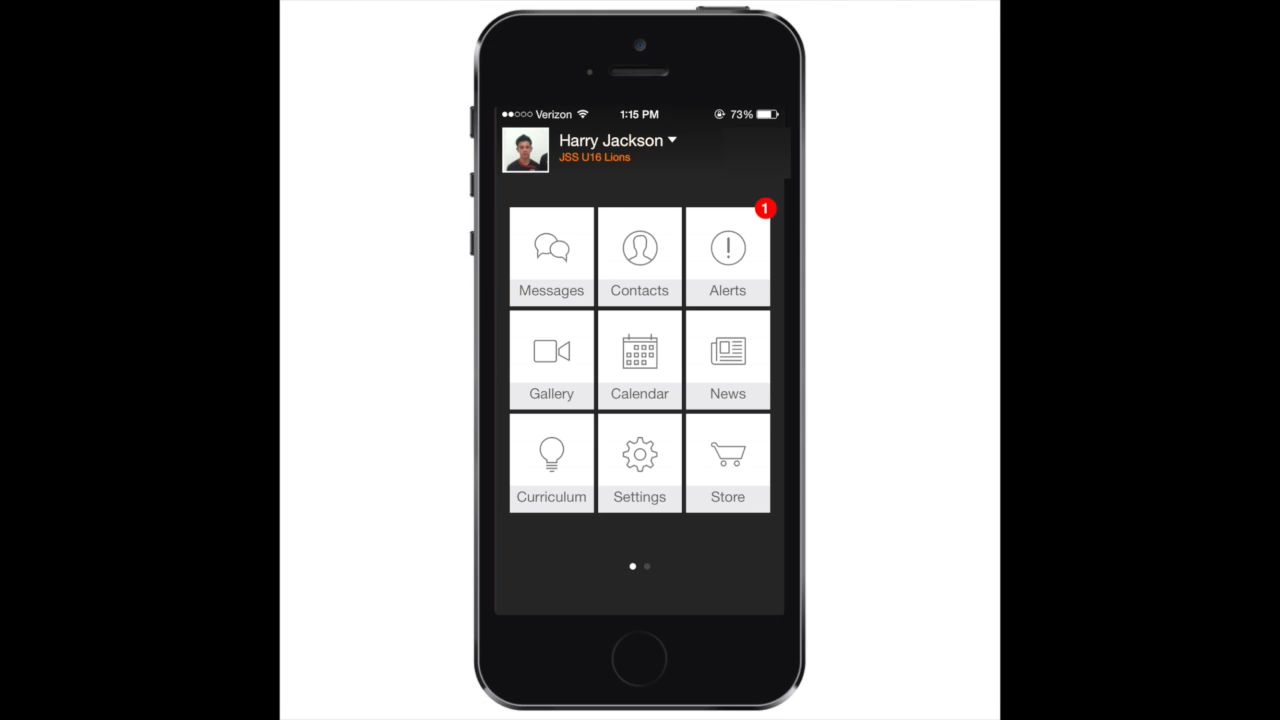 Verizon 1:15 PM 73%
Harry Jackson
JSS U16 Lions
1
Messages Contacts Alerts
Gallery Calendar News
Curriculum Settings Store